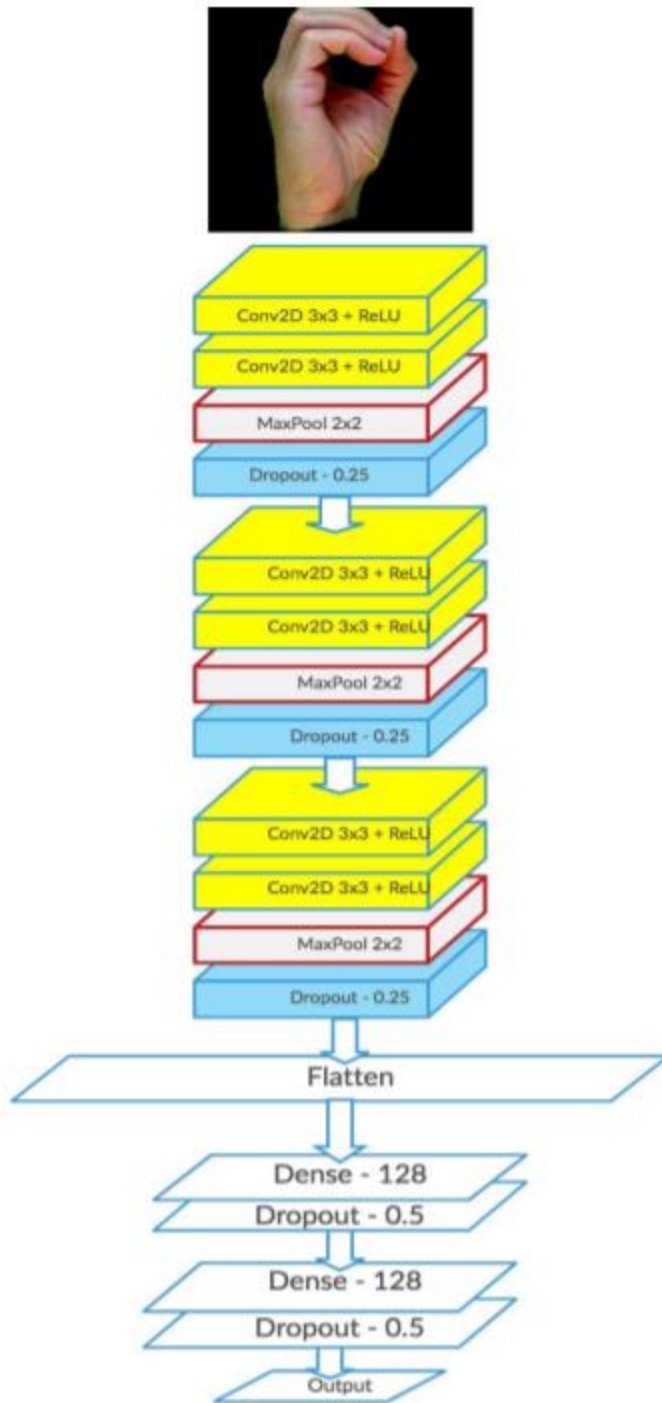 Conv2D 3x3 + ReLU
Conv2D 3x3 + ReLU
MaxPool 2x2
Dropout - 0.25
Conv2D 3x3 + ReLU
Conv2D 3x3 + ReLU
MaxPool 2x2
Dropout - 0.25
Conv2D 3x3 + ReLU
Conv2D 3x3 + ReLU
MaxPool 2x2
Dropout - 0.25
Flatten
Dense - 128
Dropout - 0.5
Dense - 128
Dropout - 0.5
Output